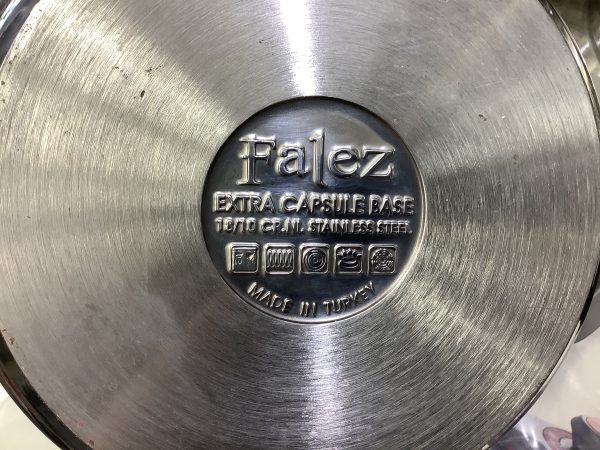 Falez
EXTRA CAPSULE BASE
18/10 CR.NI. STAINLESS STEEL
MADE IN TURKEY